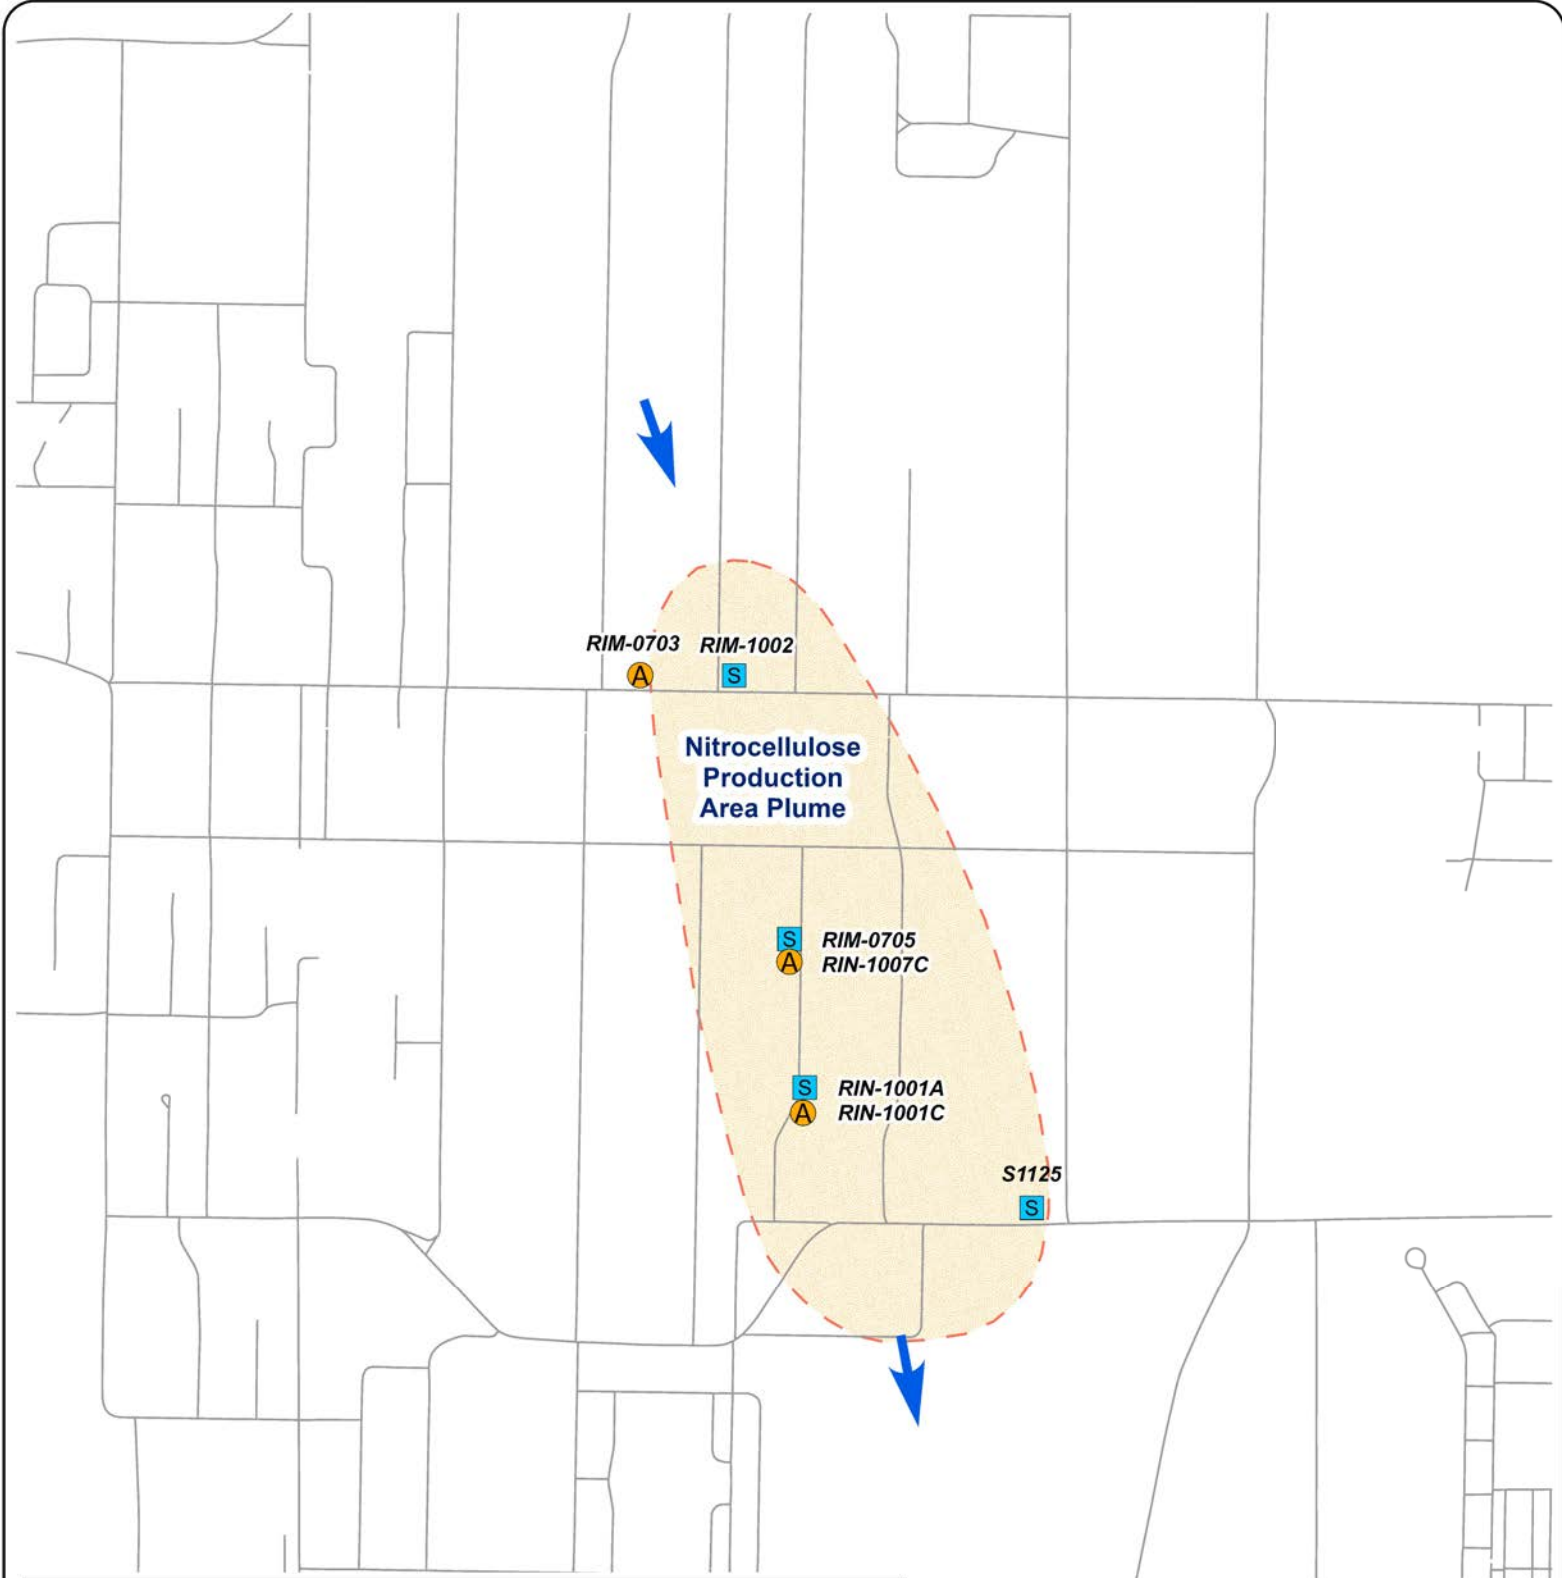 RIM-0703 RIM-1002
A S
Nitrocellulose
Production
Area Plume
S RIM-0705
A RIN-1007C
S RIN-1001A
A RIN-1001C
S1125
S